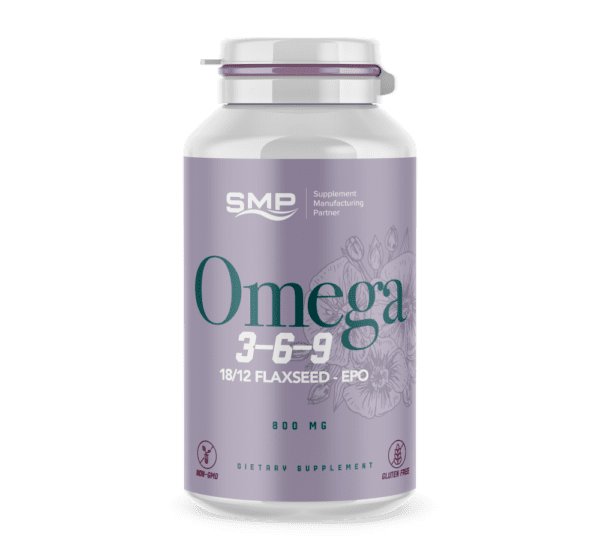 SMP
Supplement
Manufacturing
Partner
Omega
3-6-9
18/12 FLAXSEED - EPO
800 MG
NON-GMO
DIETARY SUPPLEMENT
GLUTEN FREE